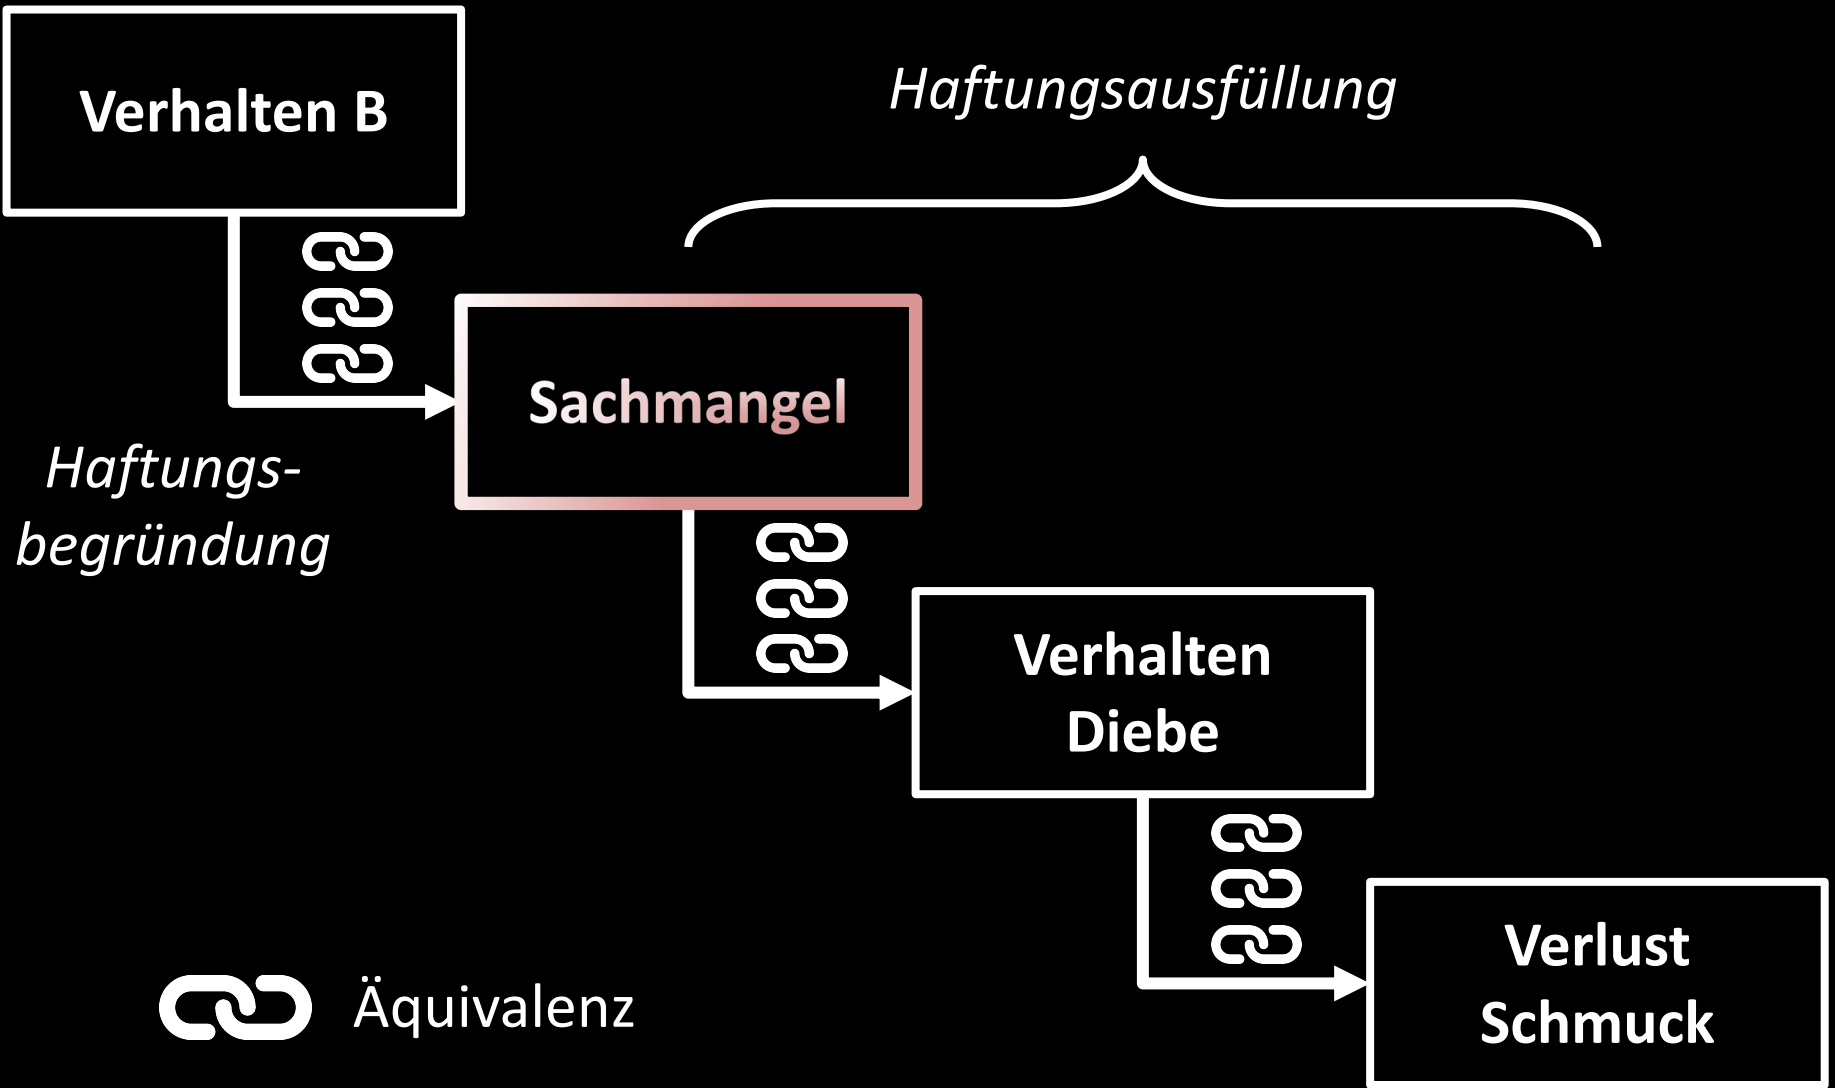 Verhalten B
Haftungsausfüllung
Sachmangel
Haftungs-
begründung
Verhalten
Diebe
Verlust
Schmuck
Äquivalenz